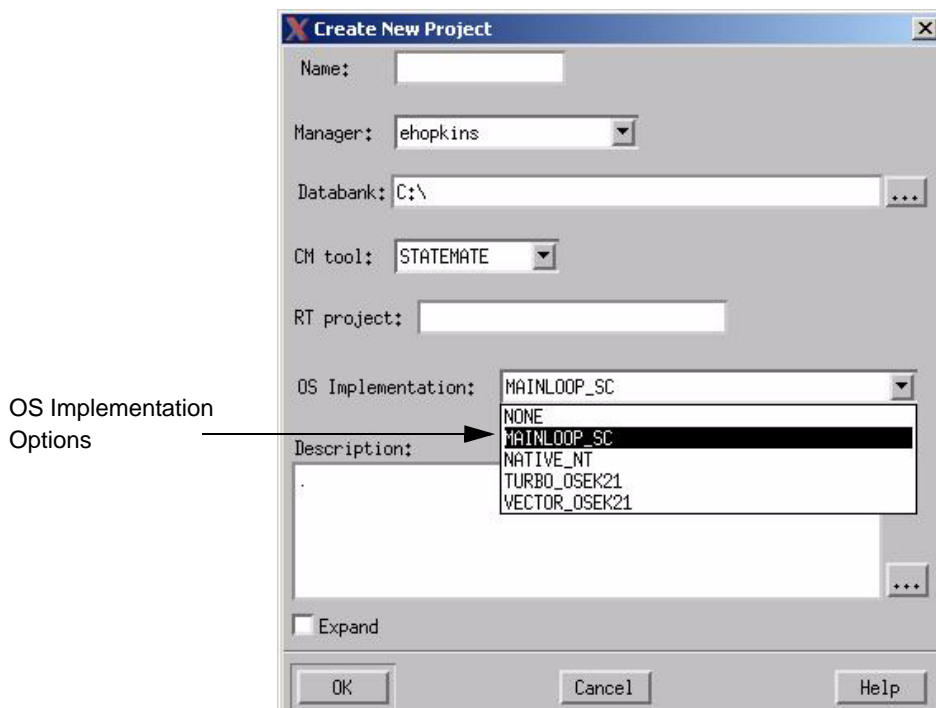 Create New Project
Name:
Manager: ehopkins
Databank: C:\ ...
CM tool: STATEMATE
RT project:
OS Implementation: MAINLOOP_SC
NONE
MAINLOOP_SC
NATIVE_NT
TURBO_OSEK21
VECTOR_OSEK21
OS Implementation
Options
Description:
.
...
Expand
OK Cancel Help